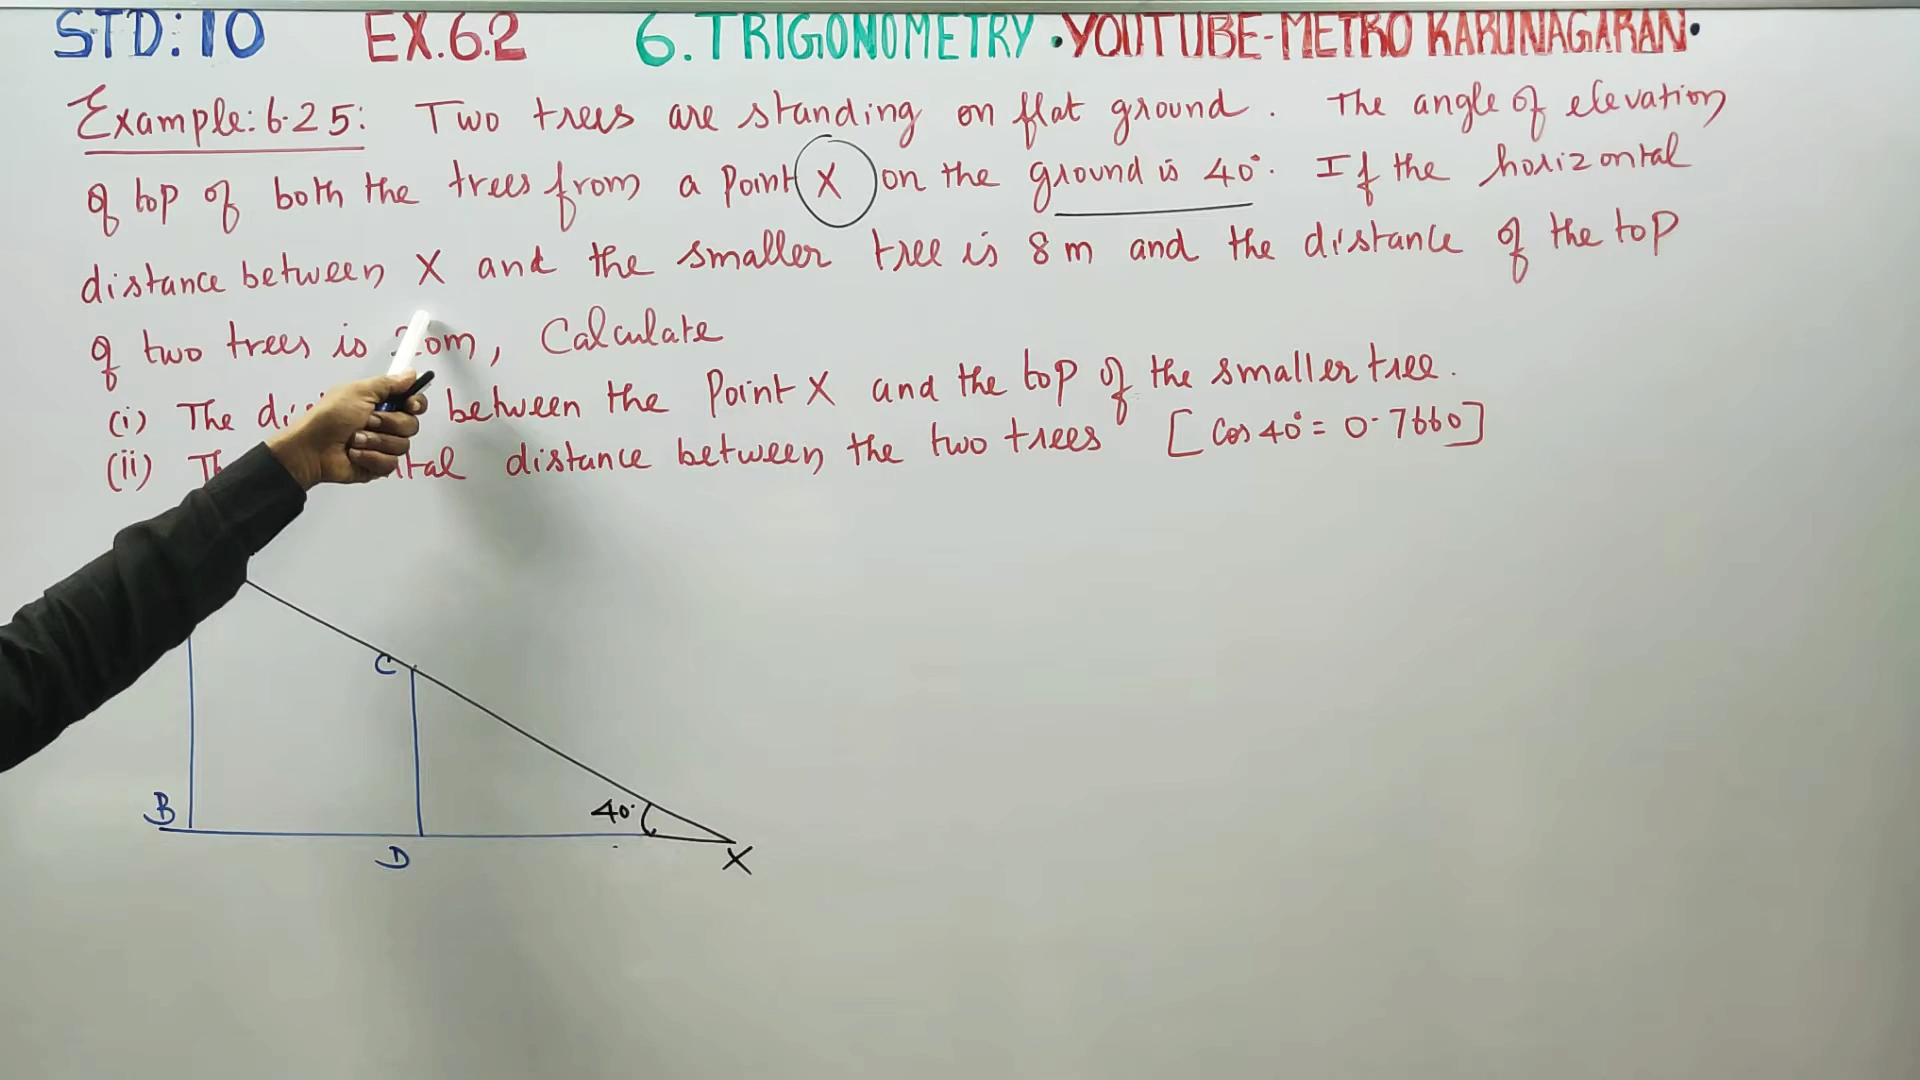 STD: 10 EX.6.2 6. TRIGONOMETRY • YOUTUBE-METRO KARUNAGARAN •
Example: 6.25: Two trees are standing on flat ground. The angle of elevation
of top of both the trees from a point X on the ground is 40°. If the horizontal
distance between X and the smaller tree is 8 m and the distance of the top
of two trees is 20m, Calculate
(i) The between the Point X and the top of the smaller tree.
(ii) distance between the two trees [Cos 40° = 0.7660]
C
40°
B
D
X